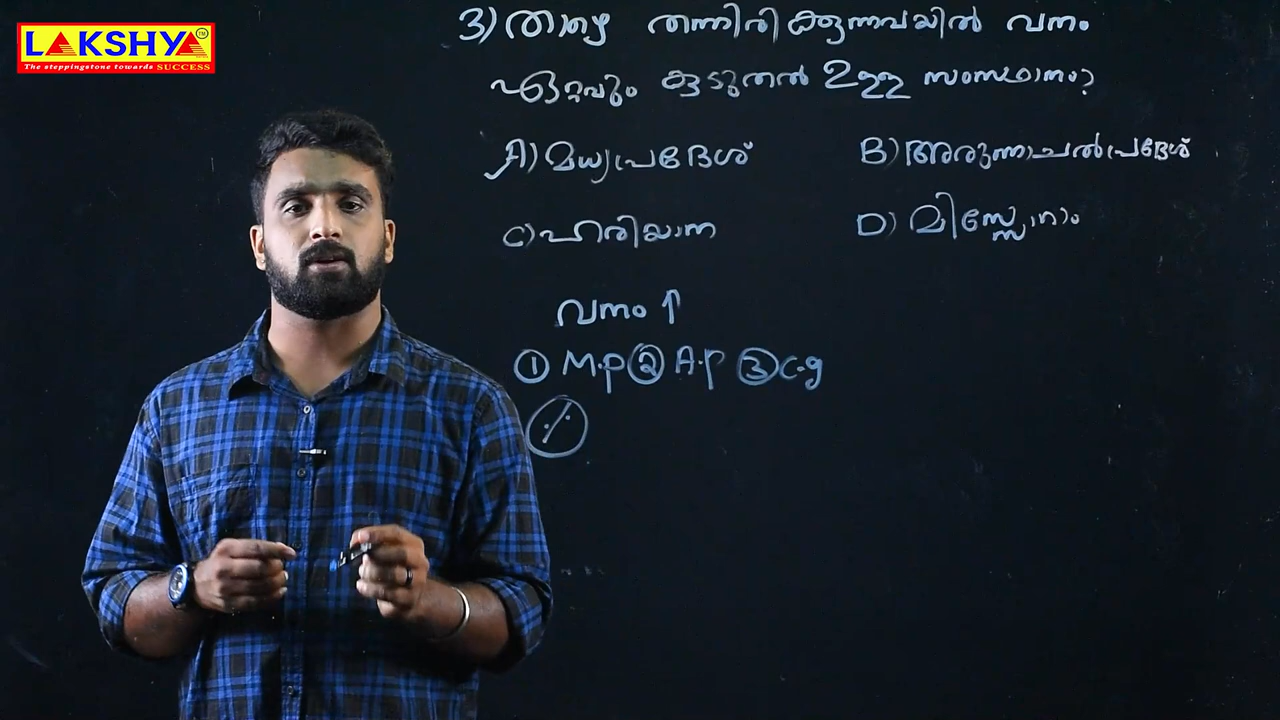 LAKSHYA TM
The steppingstone towards SUCCESS
3) താഴെ തന്നിരിക്കുന്നവയിൽ വനം
ഏറ്റവും കൂടുതൽ ഉള്ള സംസ്ഥാനം?
A) മധ്യപ്രദേശ് B) അരുണാചൽപ്രദേശ്
C) ഹരിയാന D) മിസ്സോറാം
വനം ↑
① M.P ② A.P ③ C.g
%